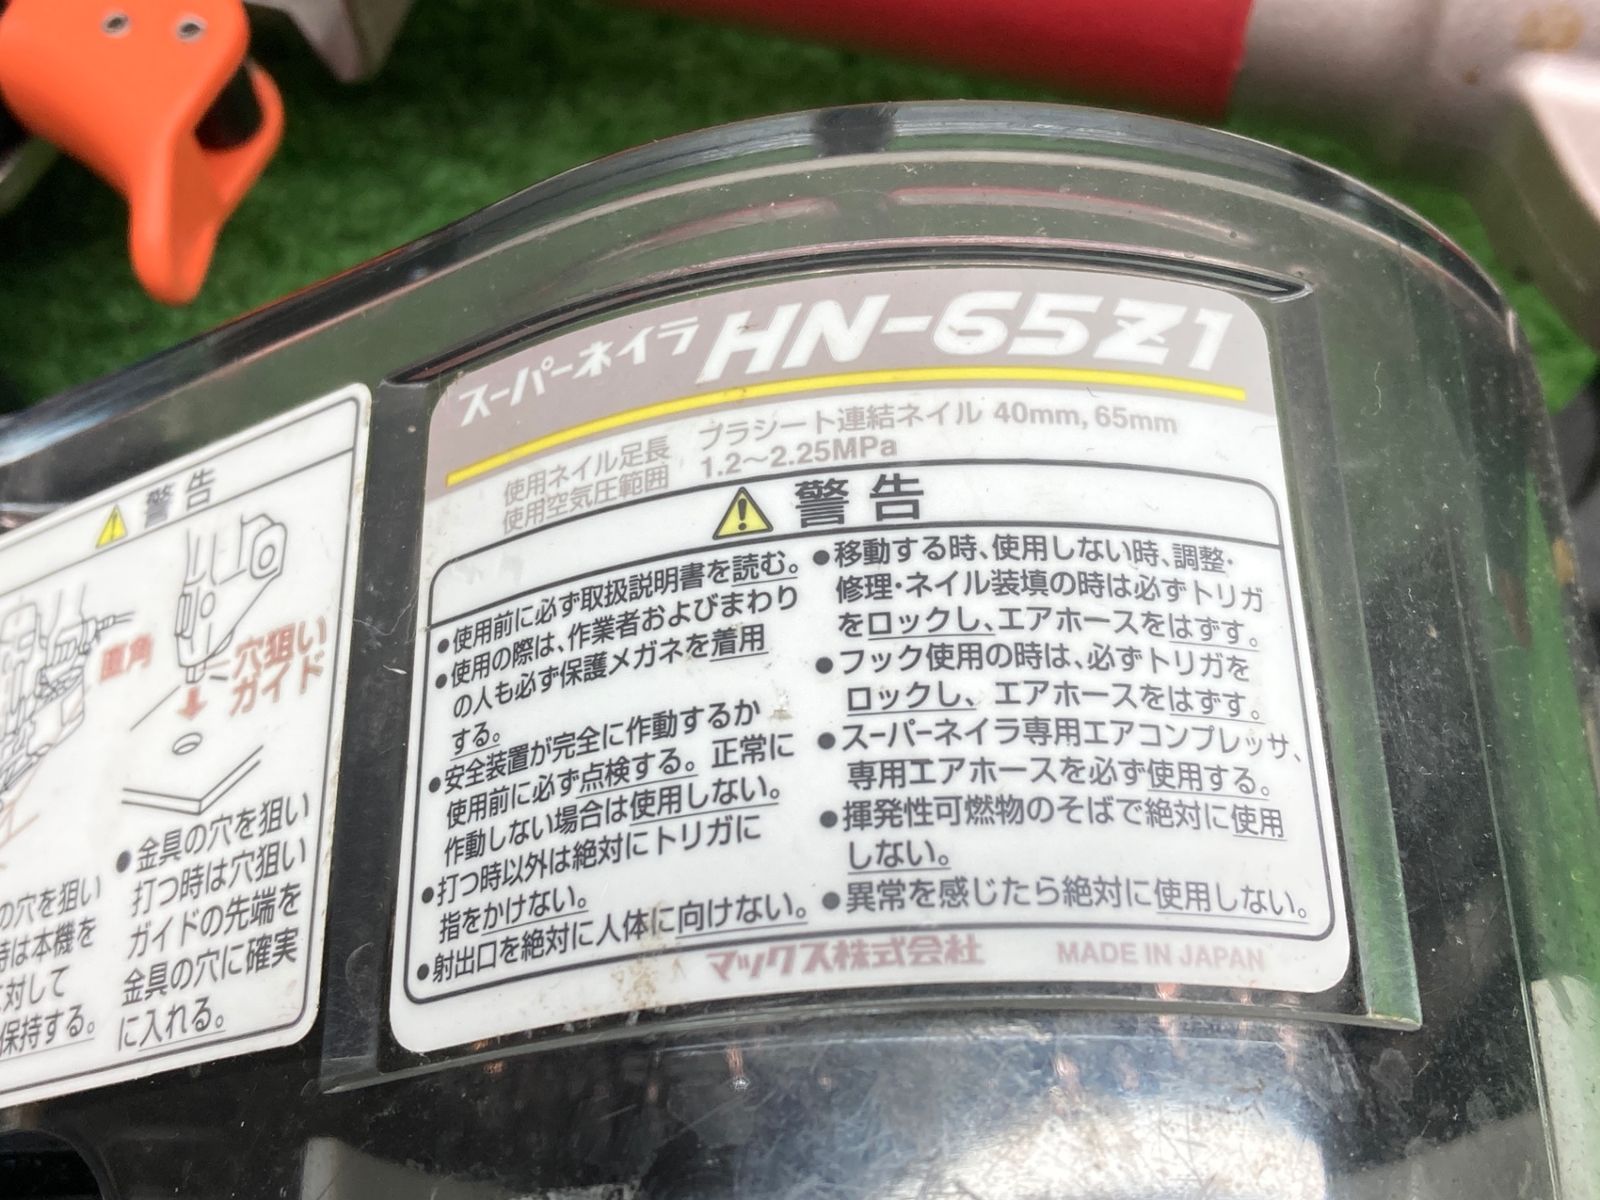 スーパーネイラ HN-65Z1
使用ネイル足長 プラシート連結ネイル 40mm, 65mm
使用空気圧範囲 1.2〜2.25MPa
警告
●使用前に必ず取扱説明書を読む。
●使用の際は、作業者およびまわり
の人も必ず保護メガネを着用
する。
●安全装置が完全に作動するか
使用前に必ず点検する。正常に
作動しない場合は使用しない。
●打つ時以外は絶対にトリガに
指をかけない。
●射出口を絶対に人体に向けない。
●移動する時、使用しない時、調整・
修理・ネイル装填の時は必ずトリガ
をロックし、エアホースをはずす。
●フック使用の時は、必ずトリガを
ロックし、エアホースをはずす。
●スーパーネイラ専用エアコンプレッサ、
専用エアホースを必ず使用する。
●揮発性可燃物のそばで絶対に使用
しない。
●異常を感じたら絶対に使用しない。
マックス株式会社 MADE IN JAPAN
警告
直角
穴狙い
ガイド
の穴を狙い
時は本機を
に対して
保持する。
●金具の穴を狙い
打つ時は穴狙い
ガイドの先端を
金具の穴に確実
に入れる。